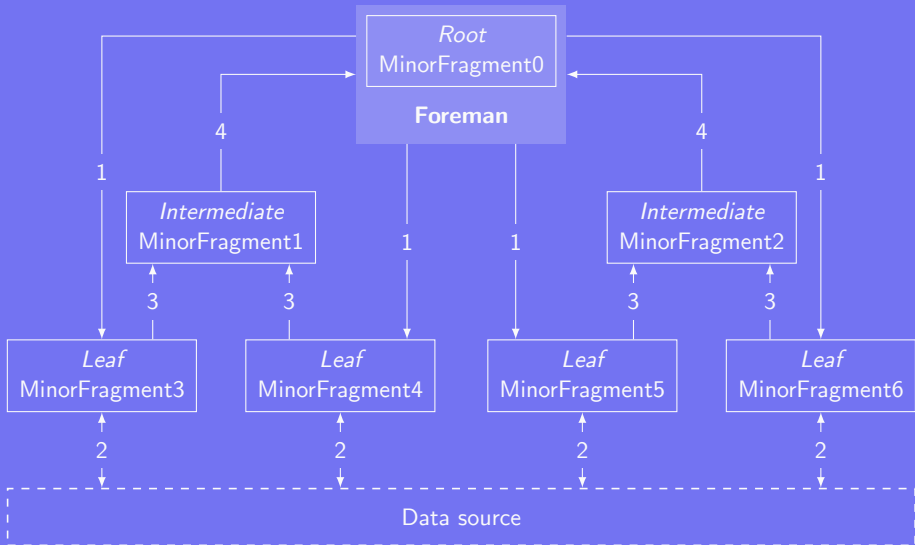 Root
MinorFragment0
Foreman
4
4
1
1
Intermediate
MinorFragment1
Intermediate
MinorFragment2
1
1
3
3
3
3
Leaf
MinorFragment3
Leaf
MinorFragment4
Leaf
MinorFragment5
Leaf
MinorFragment6
2
2
2
2
Data source